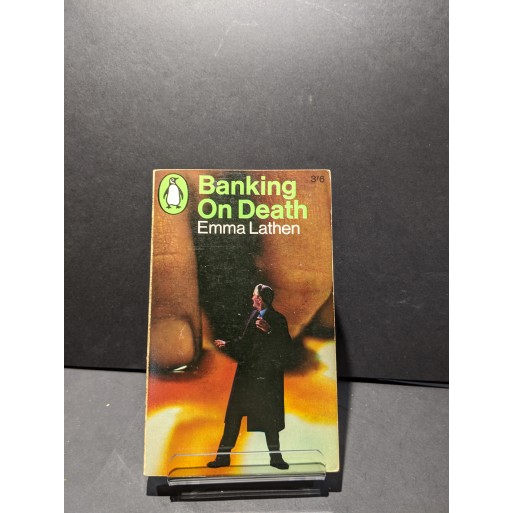 Banking
3'6
On Death
Emma Lathen